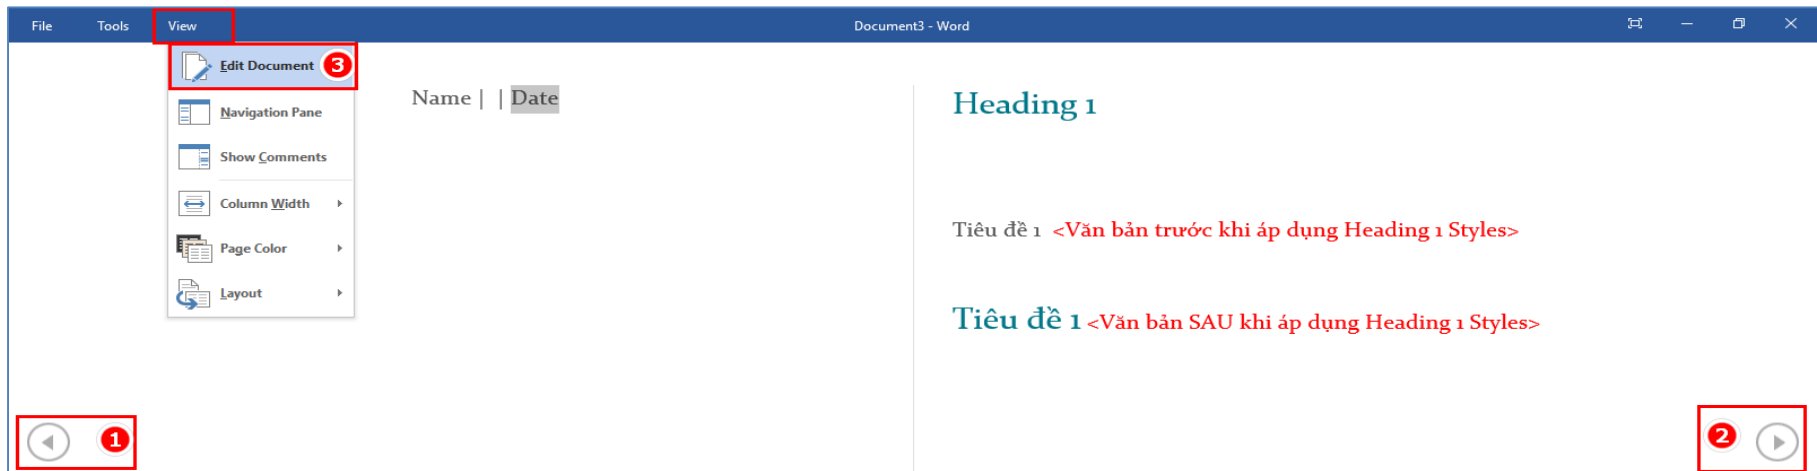 File Tools View Document3 - Word
Edit Document 3
Navigation Pane
Show Comments
Column Width
Page Color
Layout
Name | | Date
Heading 1
Tiêu đề 1 <Văn bản trước khi áp dụng Heading 1 Styles>
Tiêu đề 1 <Văn bản SAU khi áp dụng Heading 1 Styles>
1
2